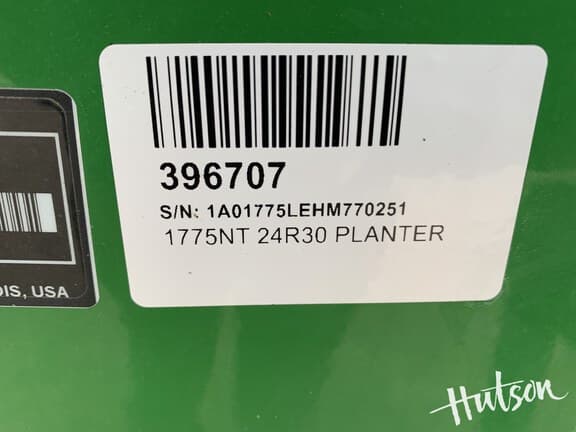 396707
S/N: 1A01775LEHM770251
1775NT 24R30 PLANTER
OIS, USA
Hutson